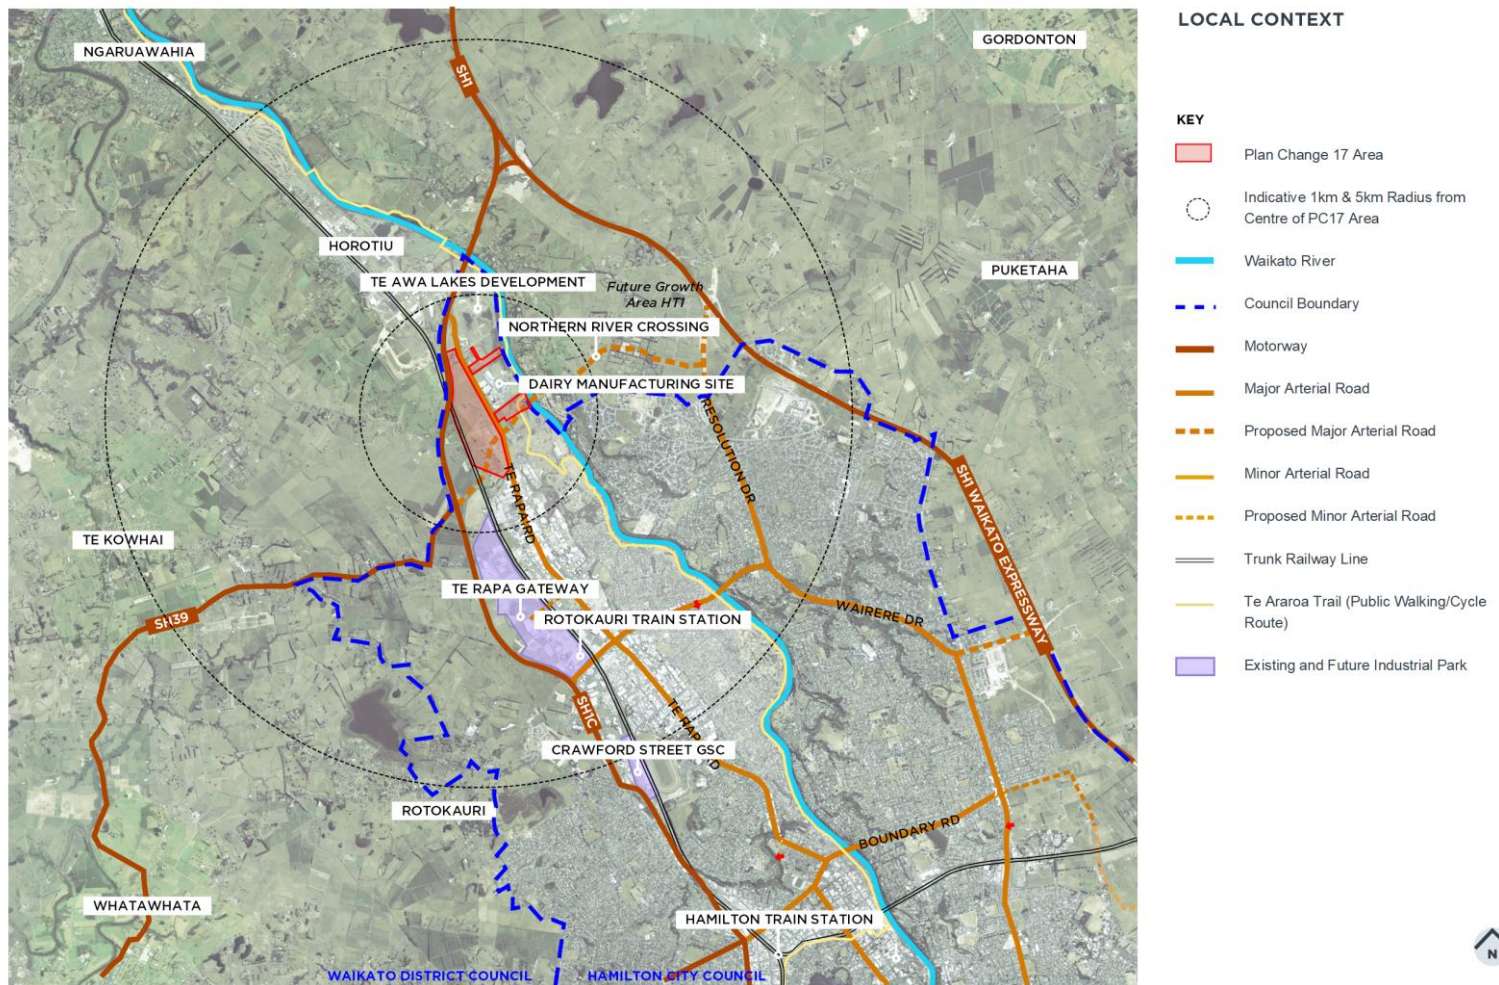 LOCAL CONTEXT
KEY
Plan Change 17 Area
Indicative 1km & 5km Radius from
Centre of PC17 Area
Waikato River
Council Boundary
Motorway
Major Arterial Road
Proposed Major Arterial Road
Minor Arterial Road
Proposed Minor Arterial Road
Trunk Railway Line
Te Araroa Trail (Public Walking/Cycle
Route)
Existing and Future Industrial Park
N
NGARUAWAHIA
GORDONTON
SH1
HOROTIU
PUKETAHA
TE AWA LAKES DEVELOPMENT
Future Growth
Area HT1
NORTHERN RIVER CROSSING
DAIRY MANUFACTURING SITE
RESOLUTION DR
TE RAPA RD
SH1 WAIKATO EXPRESSWAY
TE KOWHAI
TE RAPA GATEWAY
SH39
ROTOKAURI TRAIN STATION
WAIRERE DR
SH1C
TE RAPA RD
CRAWFORD STREET GSC
ROTOKAURI
BOUNDARY RD
WHATAWHATA
HAMILTON TRAIN STATION
WAIKATO DISTRICT COUNCIL
HAMILTON CITY COUNCIL